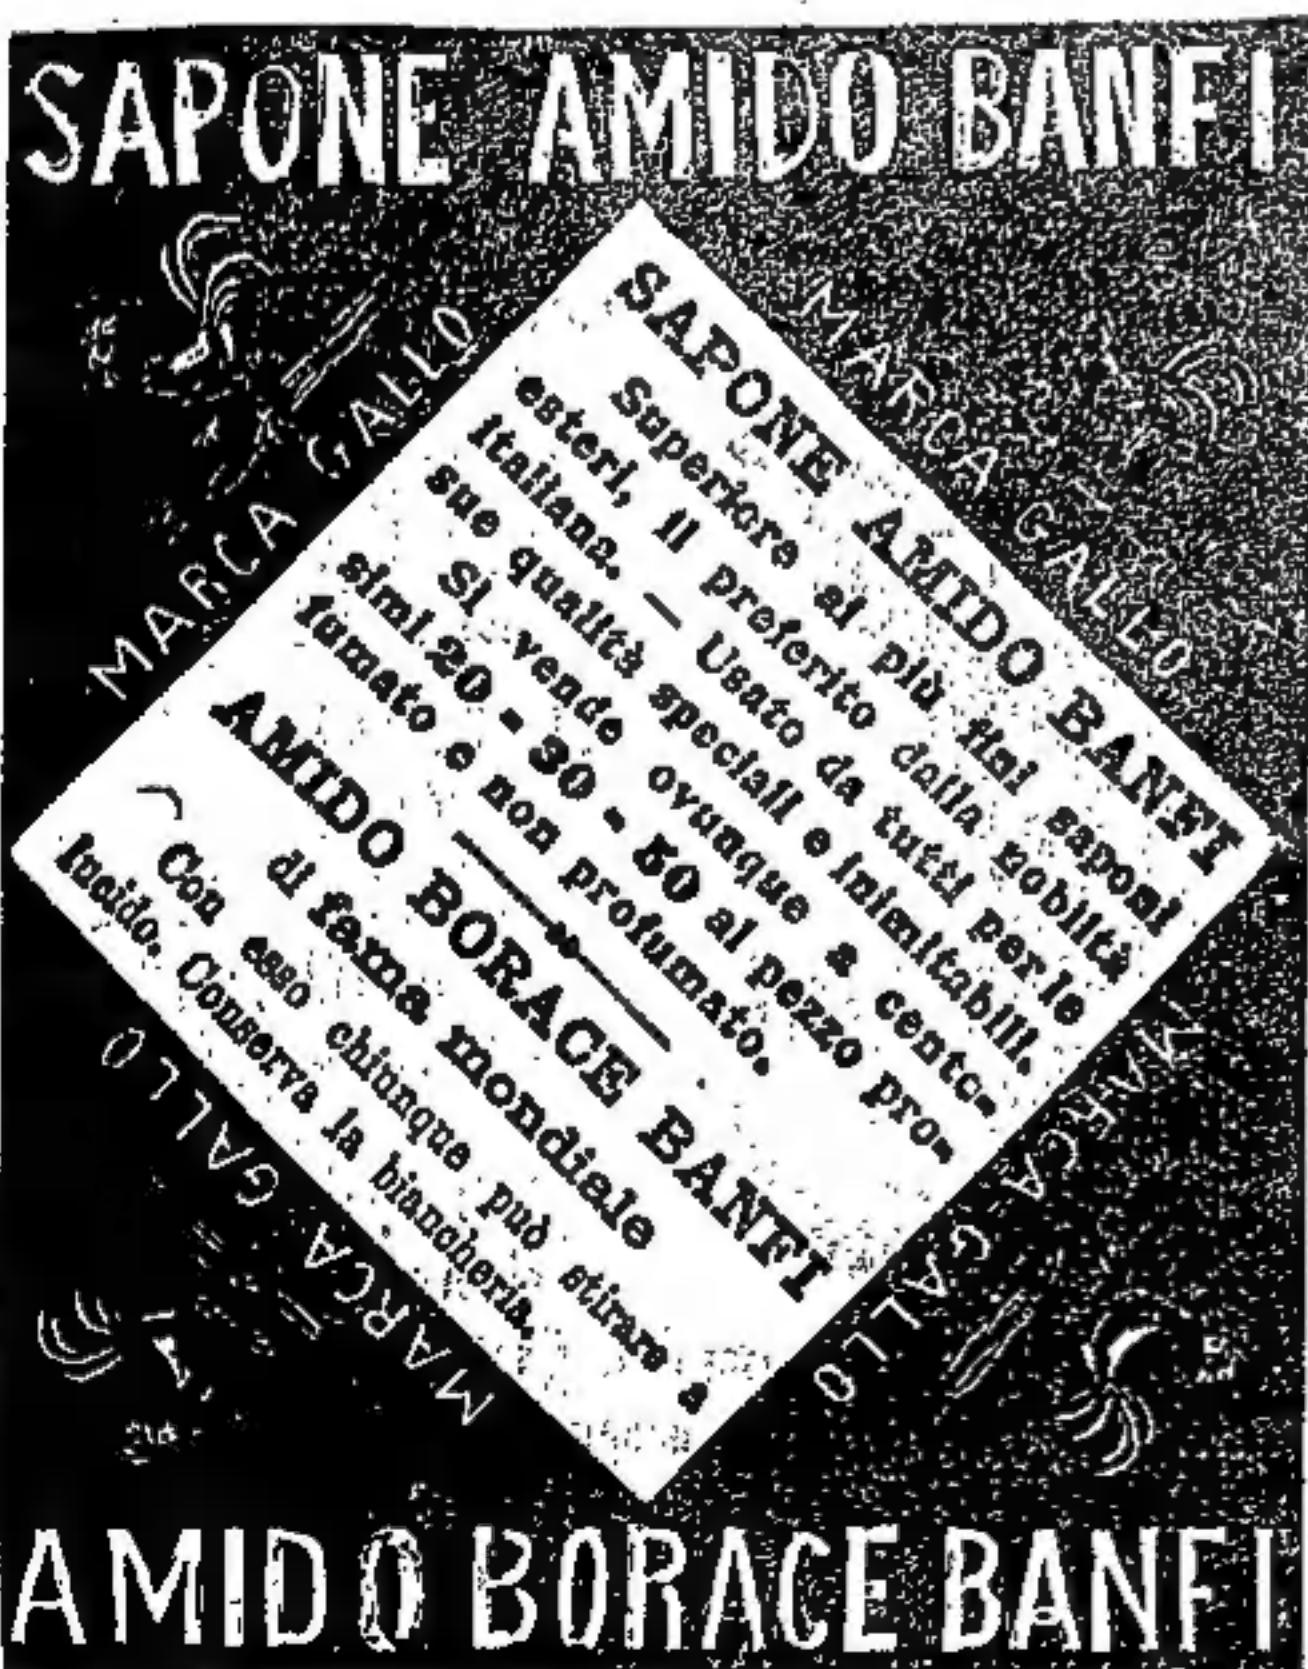 SAPONE AMIDO BANFI
MARCA GALLO
MARCA GALLO
SAPONE AMIDO BANFI
Superiore ai più fini saponi
esteri, il preferito dalla nobiltà
italiana. — Usato da tutti per le
sue qualità speciali e inimitabili.
Si vende ovunque a cente-
simi 20 - 30 - 50 al pezzo pro-
fumato e non profumato.
AMIDO BORACE BANFI
di fama mondiale
Con esso chiunque può stirare a
lucido. Conserva la biancheria.
MARCA GALLO
MARCA GALLO
AMIDO BORACE BANFI